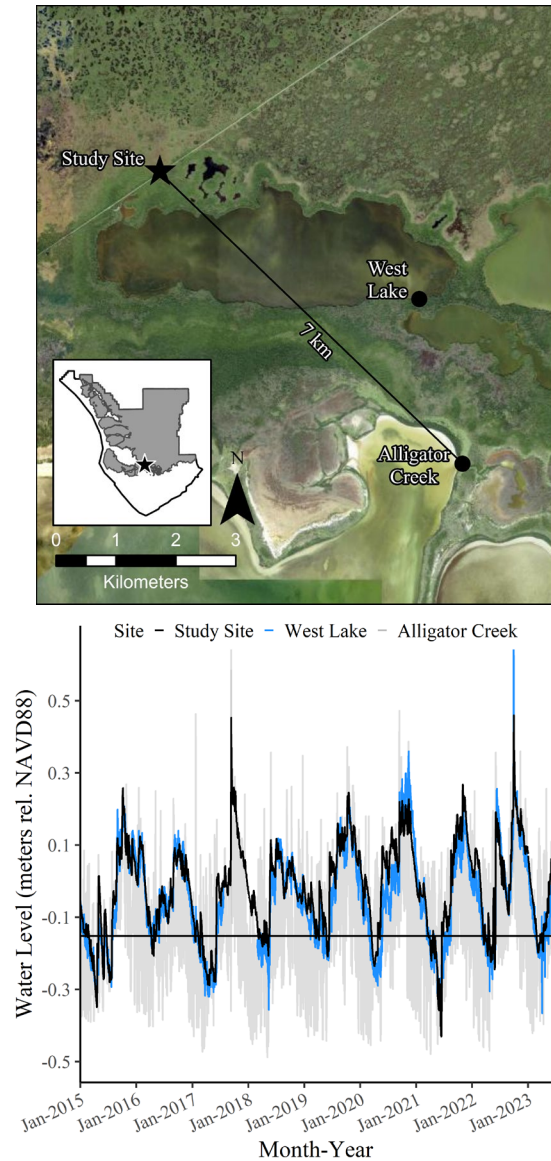 Study Site
West
Lake
7 km
Alligator
Creek
N
0 1 2 3
Kilometers
Site Study Site West Lake Alligator Creek
Water Level (meters rel. NAVD88)
0.5
0.3
0.1
-0.1
-0.3
-0.5
Jan-2015 Jan-2016 Jan-2017 Jan-2018 Jan-2019 Jan-2020 Jan-2021 Jan-2022 Jan-2023
Month-Year